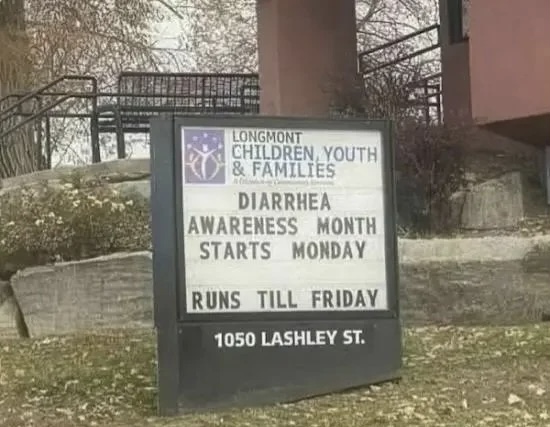 LONGMONT
CHILDREN, YOUTH
& FAMILIES
DIARRHEA
AWARENESS MONTH
STARTS MONDAY
RUNS TILL FRIDAY
1050 LASHLEY ST.